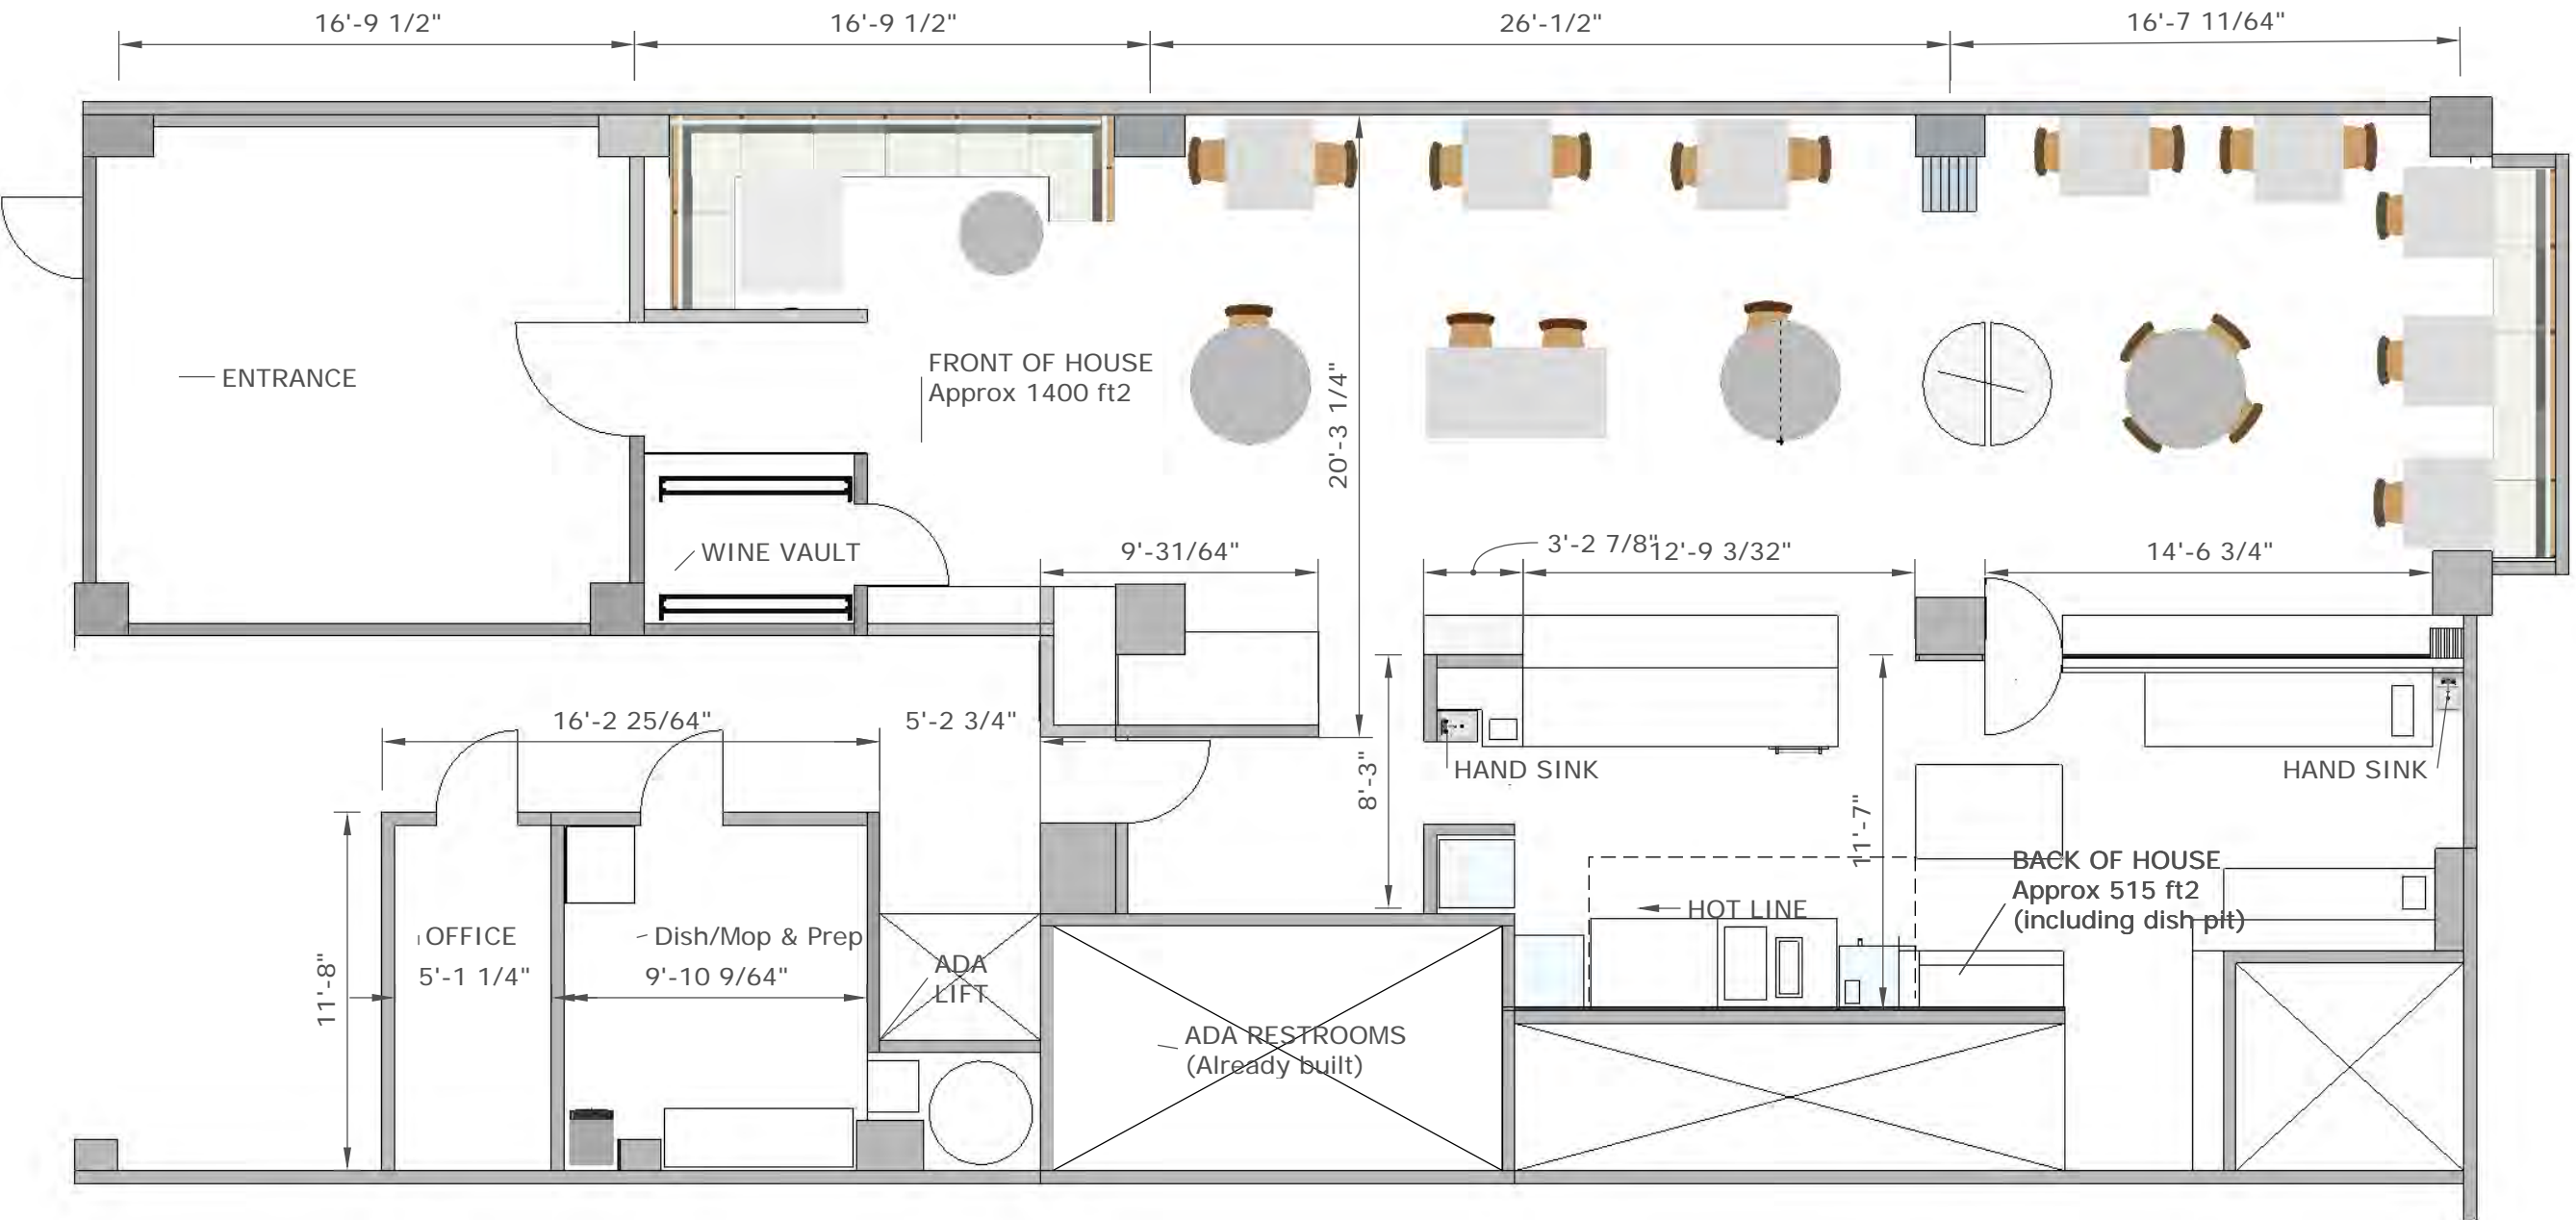 16'-9 1/2"
16'-9 1/2"
26'-1/2"
16'-7 11/64"
ENTRANCE
FRONT OF HOUSE
Approx 1400 ft2
20'-3 1/4"
WINE VAULT
9'-31/64"
3'-2 7/8"
12'-9 3/32"
14'-6 3/4"
16'-2 25/64"
5'-2 3/4"
8'-3"
HAND SINK
11'-7"
HAND SINK
BACK OF HOUSE
Approx 515 ft2
(including dish pit)
HOT LINE
11'-8"
OFFICE
5'-1 1/4"
Dish/Mop & Prep
9'-10 9/64"
ADA
LIFT
ADA RESTROOMS
(Already built)